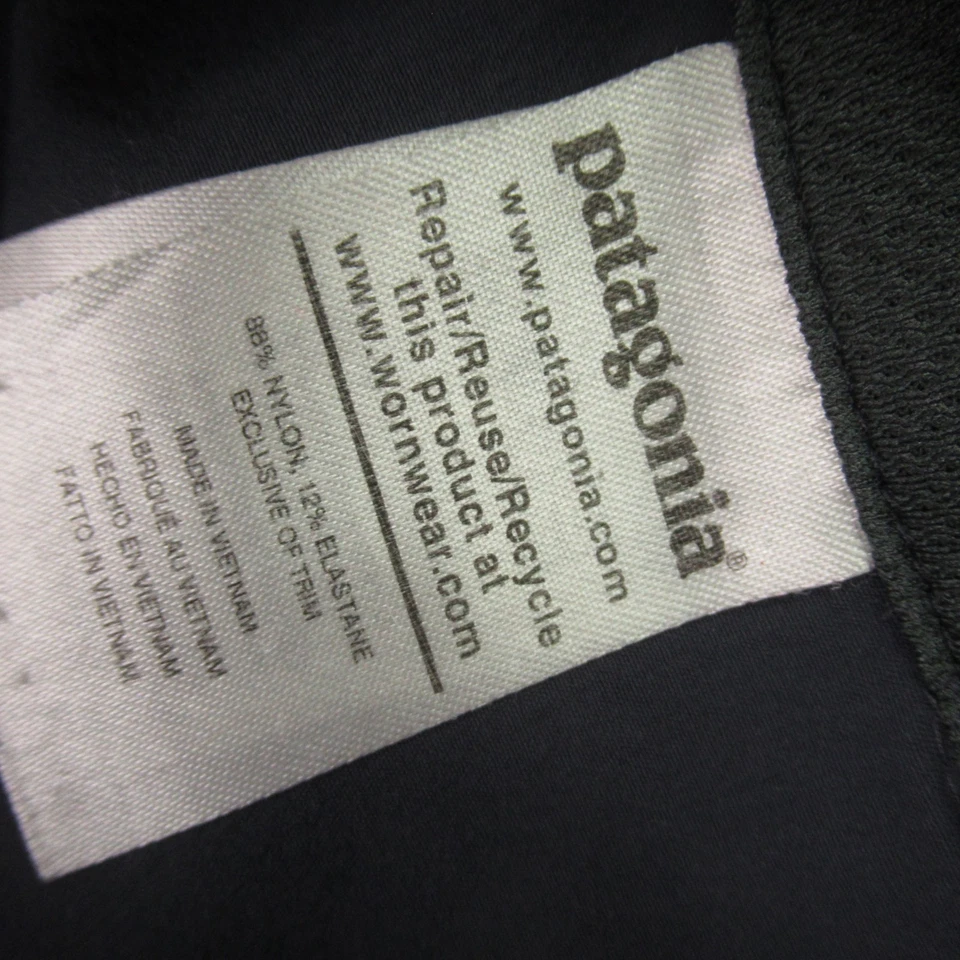 patagonia®
www.patagonia.com
Repair/Reuse/Recycle
this product at
www.wornwear.com
88% NYLON, 12% ELASTANE
EXCLUSIVE OF TRIM
MADE IN VIETNAM
FABRIQUÉ AU VIETNAM
HECHO EN VIETNAM
FATTO IN VIETNAM